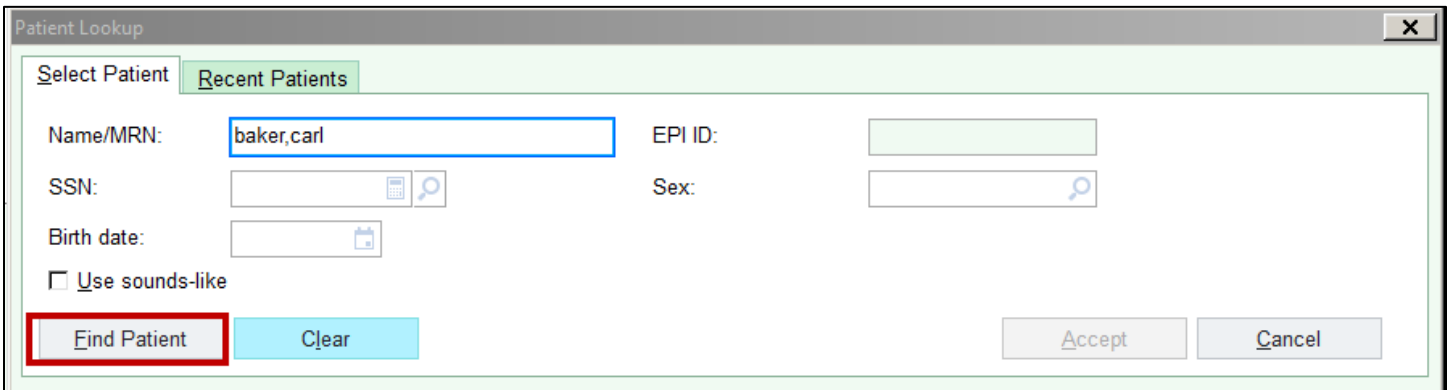 Patient Lookup
Select Patient Recent Patients
Name/MRN: baker,carl EPI ID:
SSN: Sex:
Birth date:
Use sounds-like
Find Patient Clear Accept Cancel